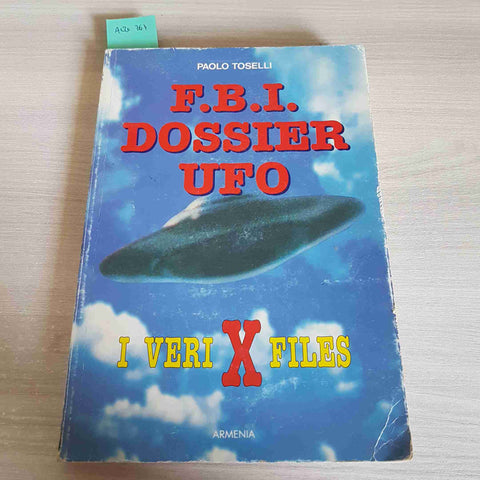 PAOLO TOSELLI
F.B.I.
DOSSIER
UFO
I VERI X FILES
ARMENIA